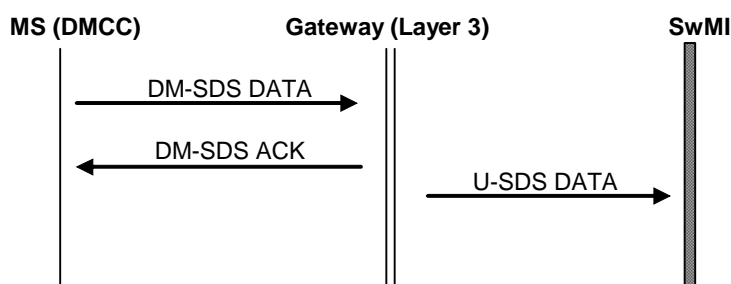 MS (DMCC) Gateway (Layer 3) SwMI
DM-SDS DATA
DM-SDS ACK
U-SDS DATA